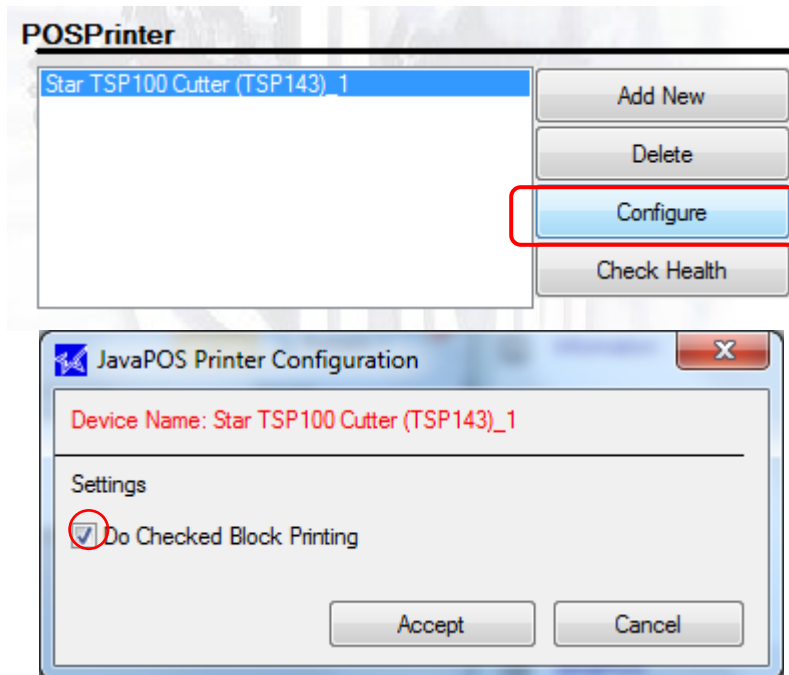 POSPrinter
Star TSP100 Cutter (TSP143)_1
Add New
Delete
Configure
Check Health
JavaPOS Printer Configuration
Device Name: Star TSP100 Cutter (TSP143)_1
Settings
Do Checked Block Printing
Accept
Cancel